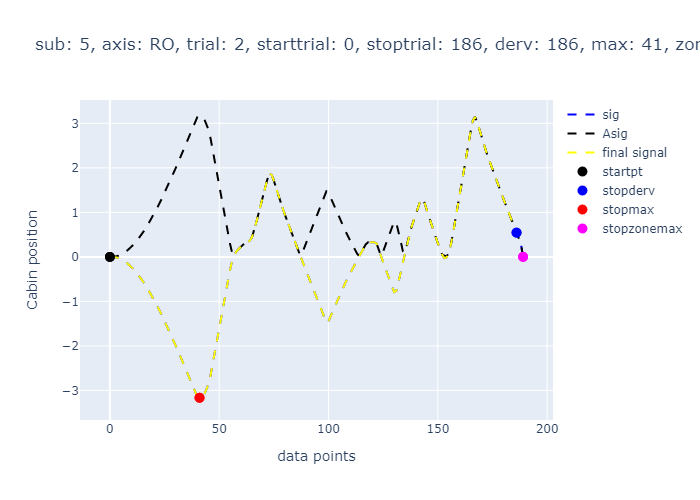 sub: 5, axis: RO, trial: 2, starttrial: 0, stoptrial: 186, derv: 186, max: 41, zor
sig
Asig
final signal
startpt
stopderv
stopmax
stopzonemax
Cabin position
3
2
1
0
−1
−2
−3
0 50 100 150 200
data points